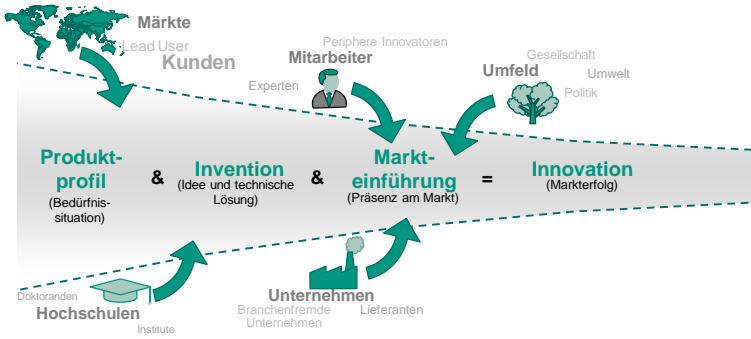 Märkte
Lead User
Kunden
Periphere Innovatoren
Mitarbeiter
Experten
Gesellschaft
Umfeld
Umwelt
Politik
Produkt-
profil
(Bedürfnis-
situation)
&
Invention
(Idee und technische
Lösung)
&
Markt-
einführung
(Präsenz am Markt)
=
Innovation
(Markterfolg)
Doktoranden
Hochschulen
Institute
Unternehmen
Branchenfremde
Unternehmen
Lieferanten